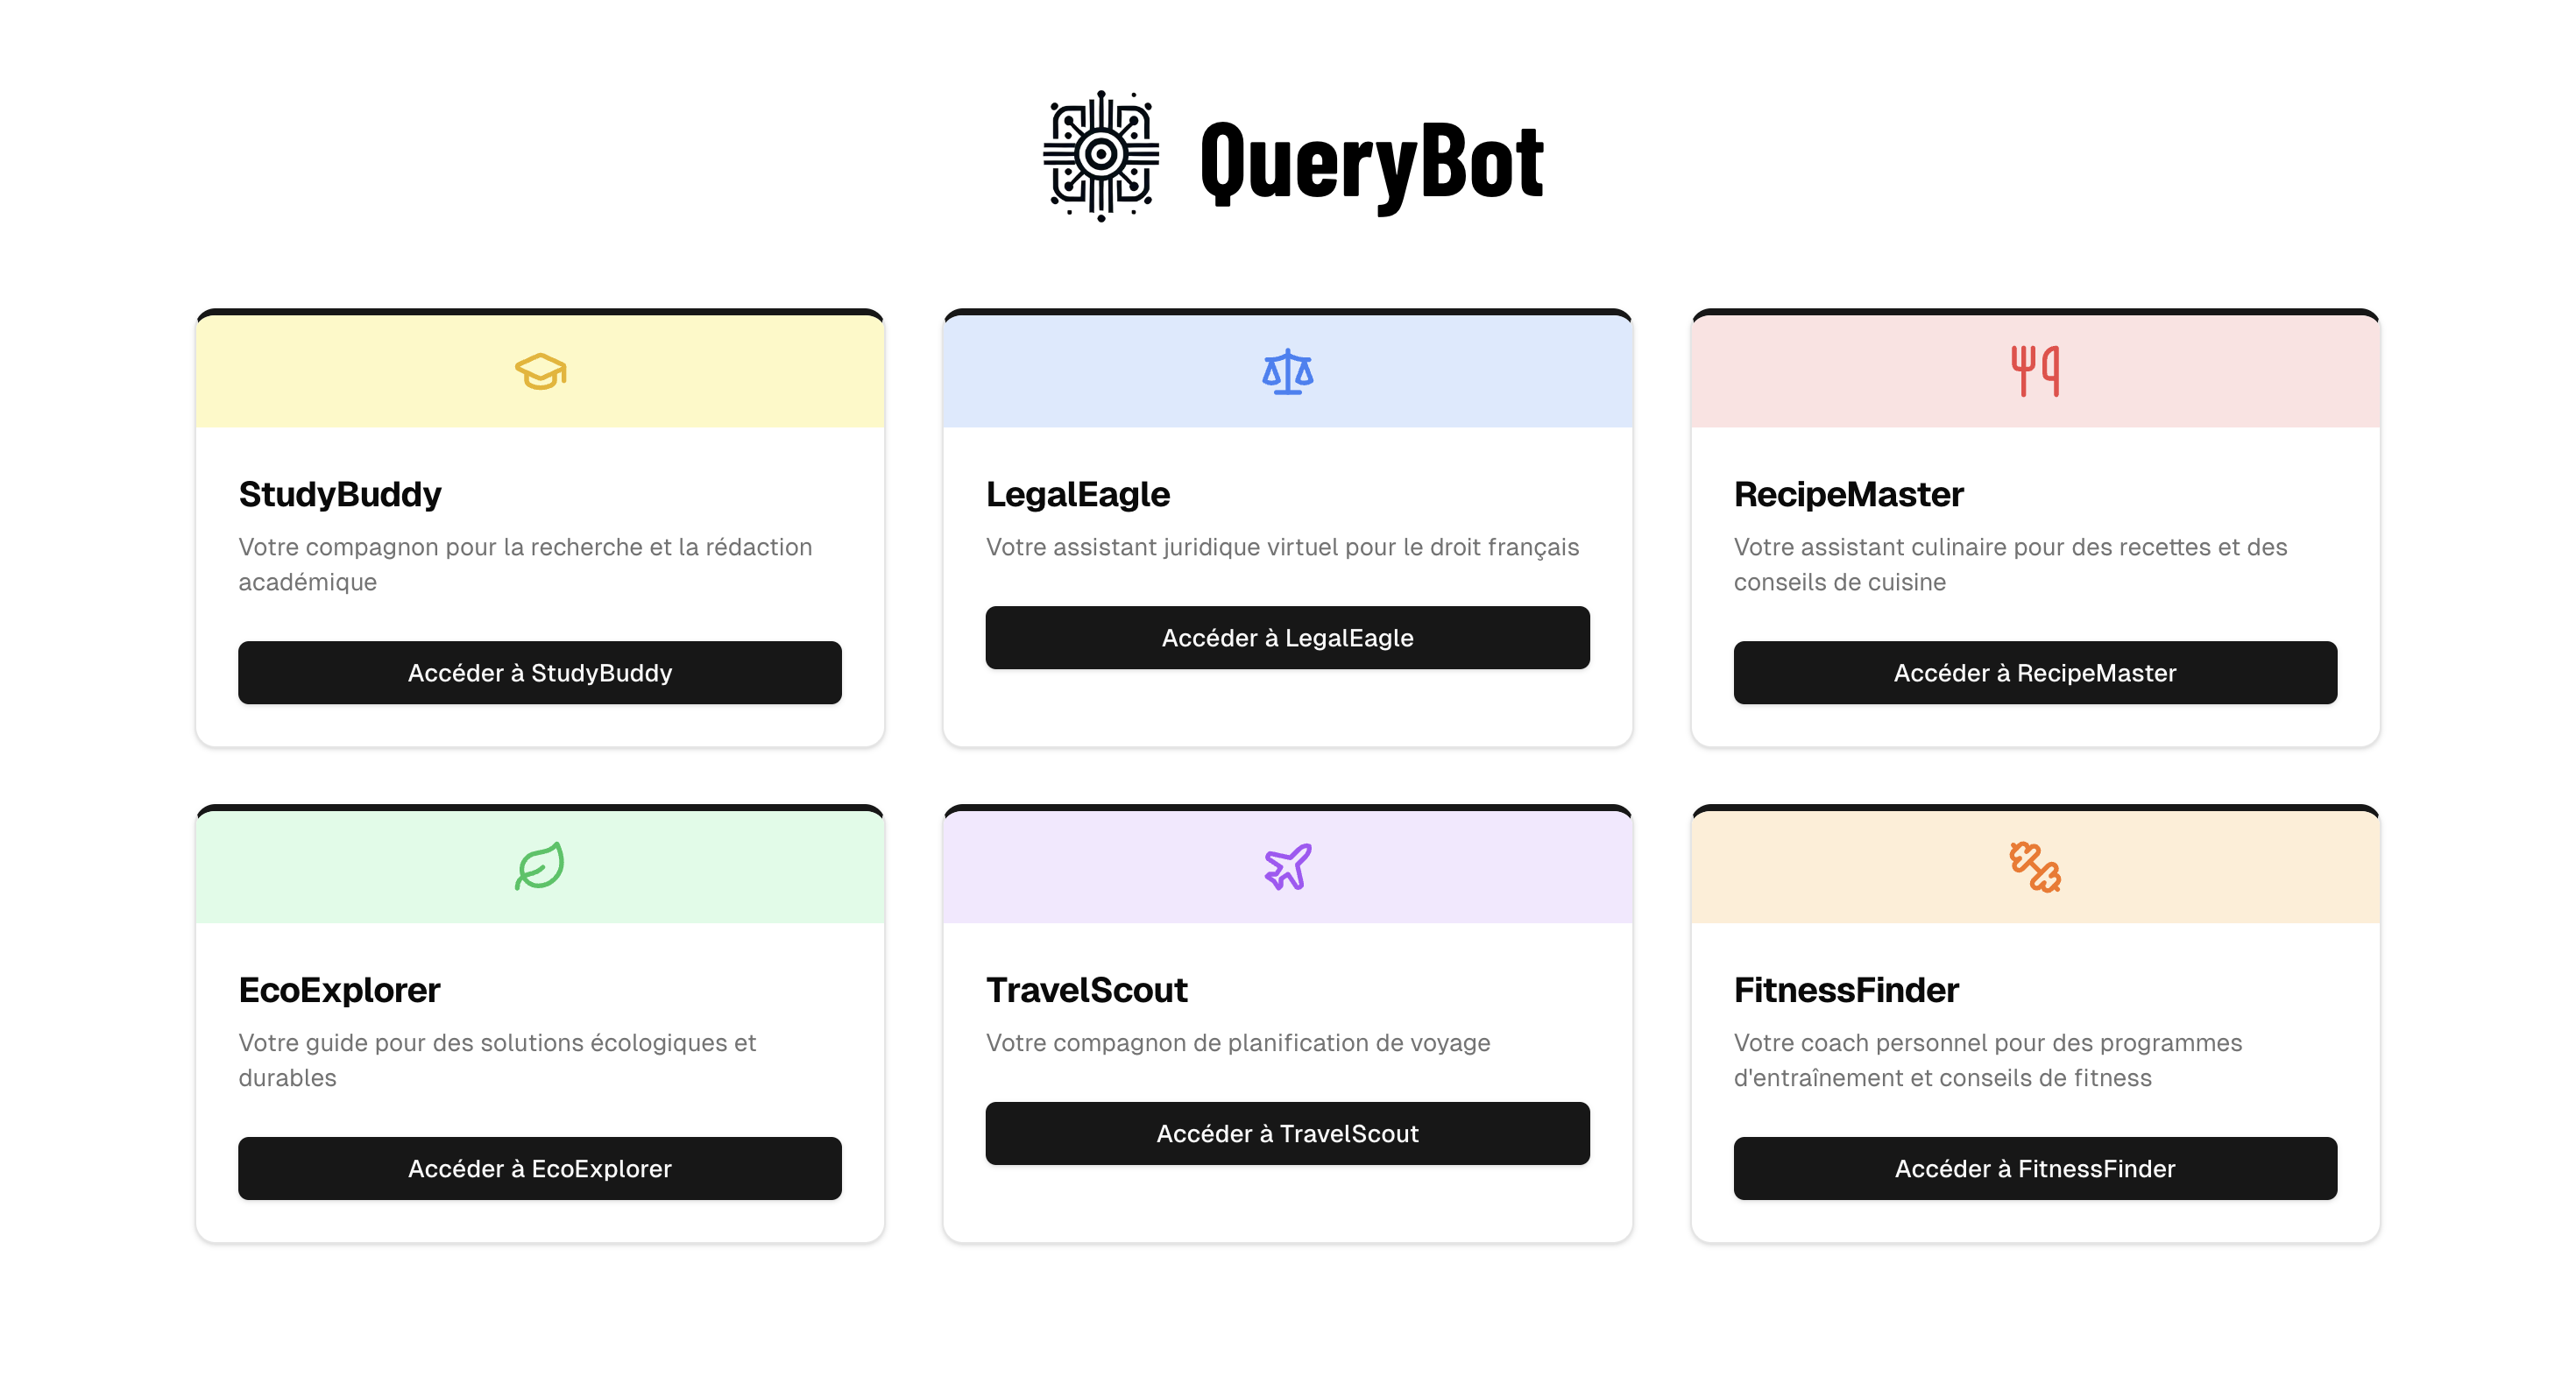 QueryBot
StudyBuddy
Votre compagnon pour la recherche et la rédaction
académique
Accéder à StudyBuddy
LegalEagle
Votre assistant juridique virtuel pour le droit français
Accéder à LegalEagle
RecipeMaster
Votre assistant culinaire pour des recettes et des
conseils de cuisine
Accéder à RecipeMaster
EcoExplorer
Votre guide pour des solutions écologiques et
durables
Accéder à EcoExplorer
TravelScout
Votre compagnon de planification de voyage
Accéder à TravelScout
FitnessFinder
Votre coach personnel pour des programmes
d'entraînement et conseils de fitness
Accéder à FitnessFinder